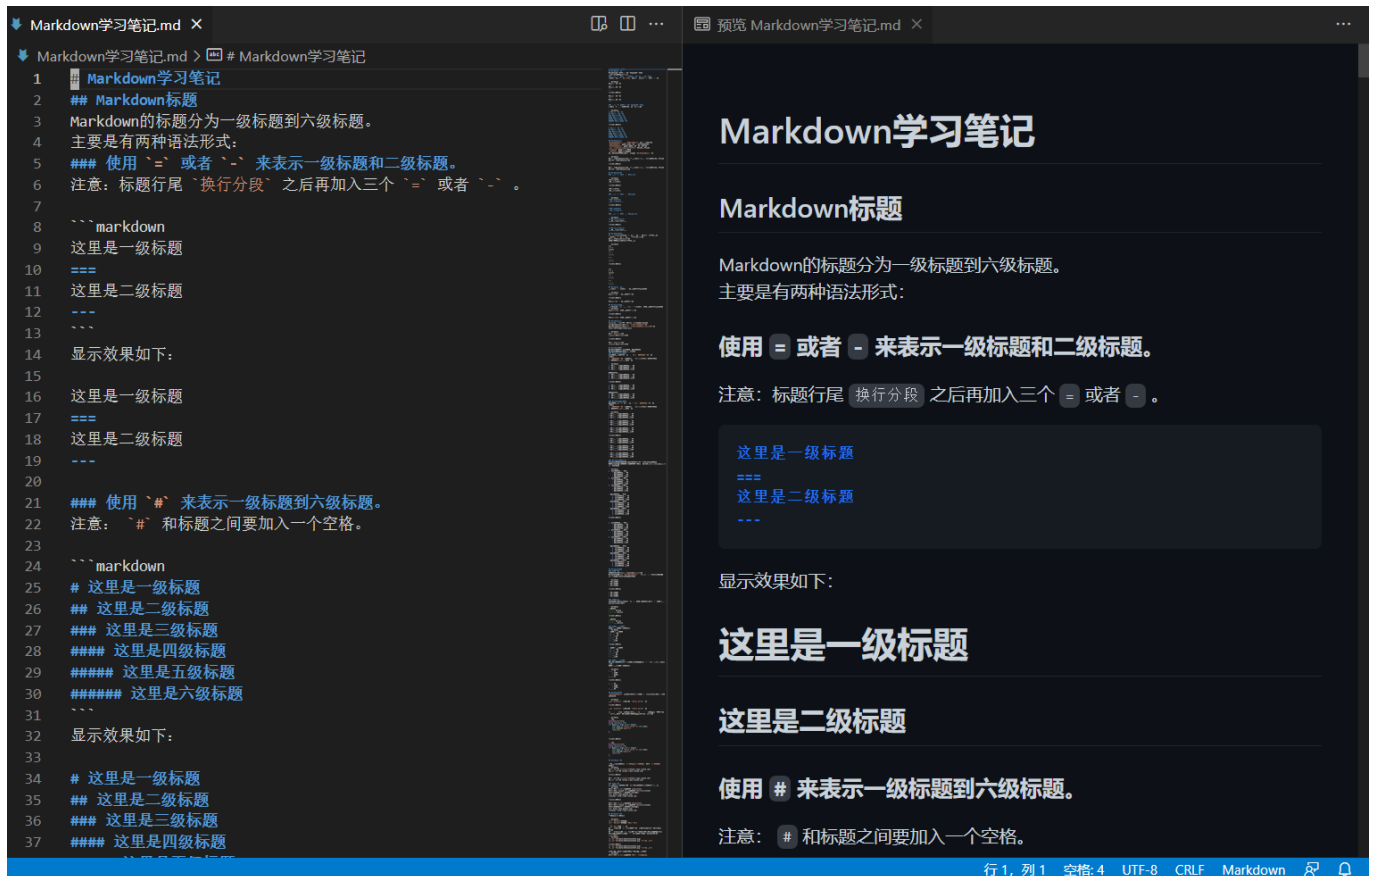 Markdown学习笔记.md
Markdown学习笔记.md > # Markdown学习笔记
1 # Markdown学习笔记
2 ## Markdown标题
3 Markdown的标题分为一级标题到六级标题。
4 主要是有两种语法形式：
5 ### 使用 `=` 或者 `-` 来表示一级标题和二级标题。
6 注意：标题行尾 `换行分段` 之后再加入三个 `=` 或者 `-` 。
7
8 ```markdown
9 这里是一级标题
10 ===
11 这里是二级标题
12 ---
13 ```
14 显示效果如下：
15
16 这里是一级标题
17 ===
18 这里是二级标题
19 ---
20
21 ### 使用 `#` 来表示一级标题到六级标题。
22 注意： `#` 和标题之间要加入一个空格。
23
24 ```markdown
25 # 这里是一级标题
26 ## 这里是二级标题
27 ### 这里是三级标题
28 #### 这里是四级标题
29 ##### 这里是五级标题
30 ###### 这里是六级标题
31 ```
32 显示效果如下：
33
34 # 这里是一级标题
35 ## 这里是二级标题
36 ### 这里是三级标题
37 #### 这里是四级标题
预览 Markdown学习笔记.md
Markdown学习笔记
Markdown标题
Markdown的标题分为一级标题到六级标题。
主要是有两种语法形式：
使用 = 或者 - 来表示一级标题和二级标题。
注意：标题行尾 换行分段 之后再加入三个 = 或者 - 。
这里是一级标题
===
这里是二级标题
---
显示效果如下：
这里是一级标题
这里是二级标题
使用 # 来表示一级标题到六级标题。
注意： # 和标题之间要加入一个空格。
行 1，列 1 空格: 4 UTF-8 CRLF Markdown